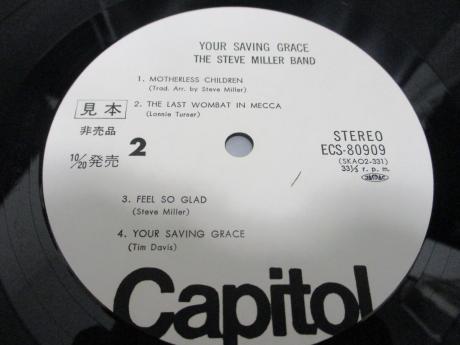 YOUR SAVING GRACE
THE STEVE MILLER BAND
1. MOTHERLESS CHILDREN
(Trad. Arr. by Steve Miller)
2. THE LAST WOMBAT IN MECCA
(Lonnie Turner)
見本
非売品
10/20発売
2
STEREO
ECS-80909
(SKAO2-331)
33⅓ r.p.m.
3. FEEL SO GLAD
(Steve Miller)
4. YOUR SAVING GRACE
(Tim Davis)
Capitol